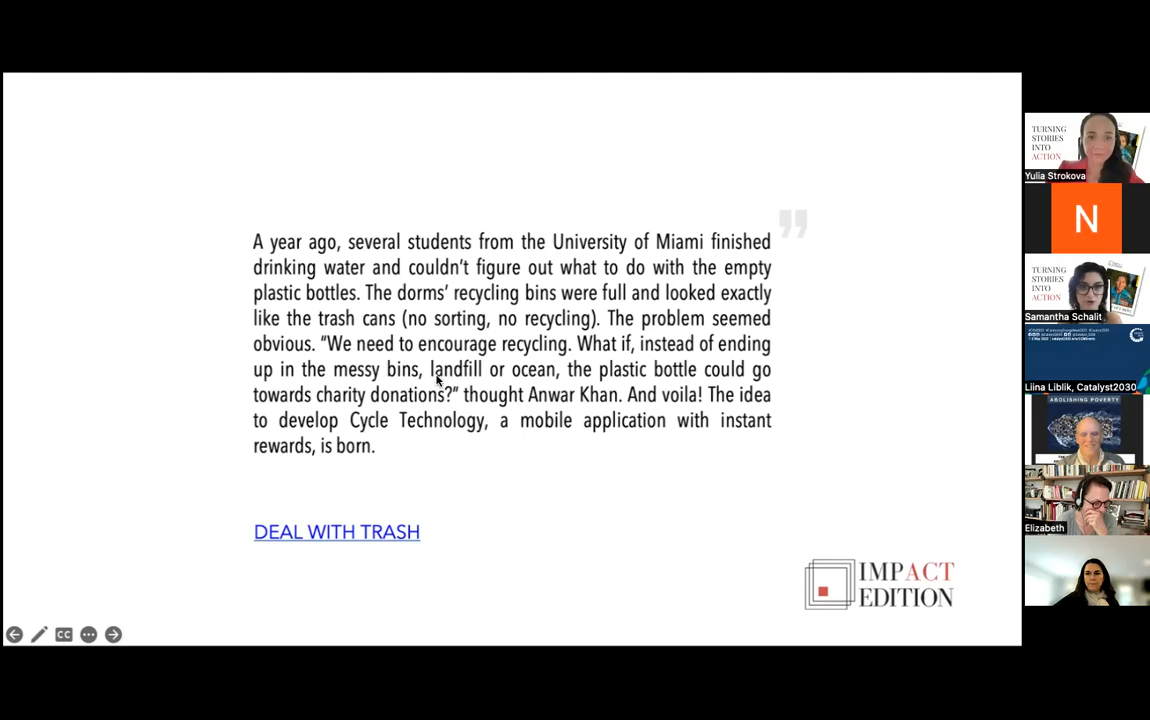 A year ago, several students from the University of Miami finished
drinking water and couldn’t figure out what to do with the empty
plastic bottles. The dorms’ recycling bins were full and looked exactly
like the trash cans (no sorting, no recycling). The problem seemed
obvious. “We need to encourage recycling. What if, instead of ending
up in the messy bins, landfill or ocean, the plastic bottle could go
towards charity donations?” thought Anwar Khan. And voila! The idea
to develop Cycle Technology, a mobile application with instant
rewards, is born.
”
DEAL WITH TRASH
IMPACT
EDITION
CC
TURNING
STORIES
INTO
ACTION
Yulia Strokova
N
TURNING
STORIES
INTO
ACTION
Samantha Schalit
Liina Liblik, Catalyst2030
ABOLISHING POVERTY
Elizabeth